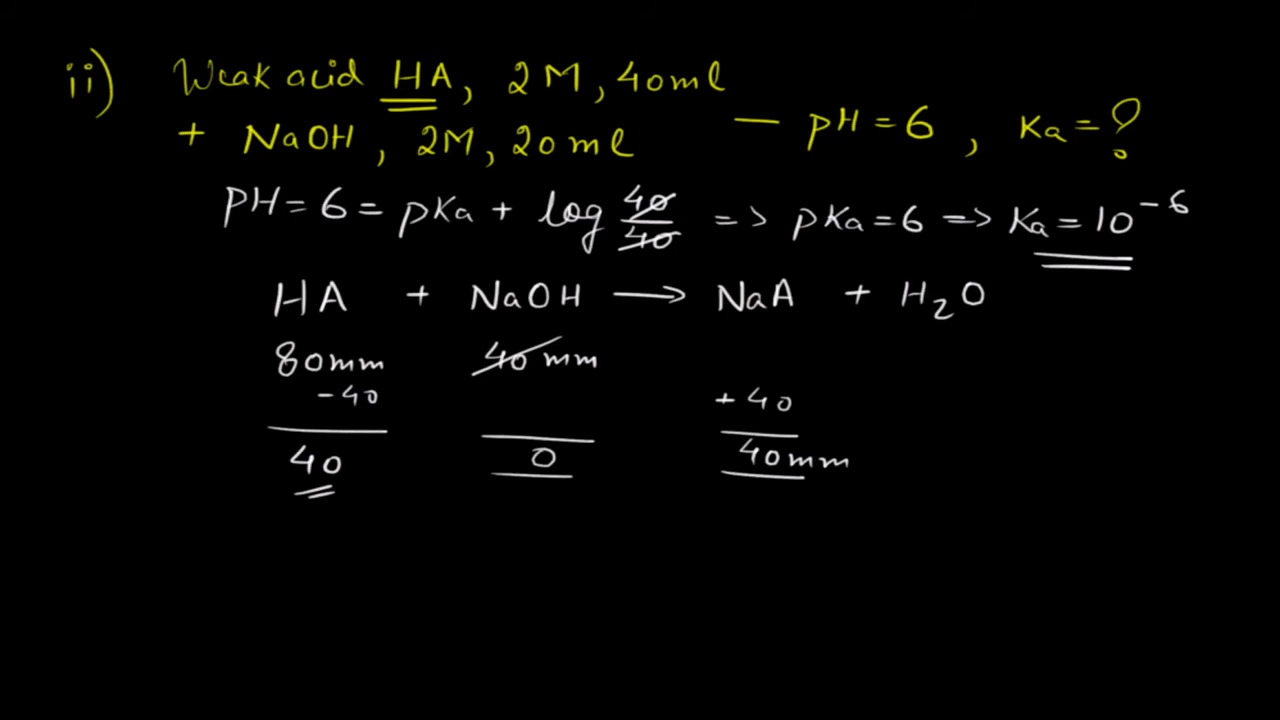 ii) Weak acid HA, 2M, 40ml
+ NaOH, 2M, 20ml — pH = 6, Ka = ?
pH = 6 = pKa + log 40/40 => pKa = 6 => Ka = 10^-6
HA + NaOH → NaA + H₂O
80mm 40mm
-40 +40
40 0 40mm